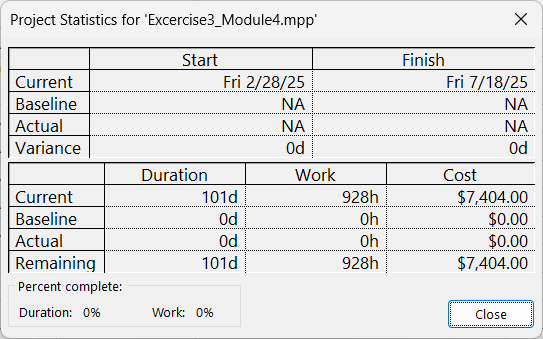 Project Statistics for 'Excercise3_Module4.mpp'
Start Finish
Current Fri 2/28/25 Fri 7/18/25
Baseline NA NA
Actual NA NA
Variance 0d 0d
Duration Work Cost
Current 101d 928h $7,404.00
Baseline 0d 0h $0.00
Actual 0d 0h $0.00
Remaining 101d 928h $7,404.00
Percent complete:
Duration: 0% Work: 0% Close